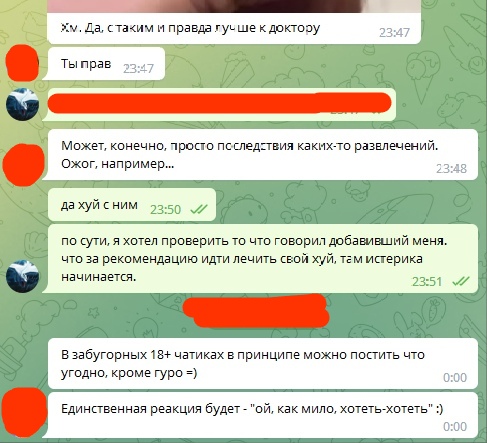 Хм. Да, с таким и правда лучше к доктору
23:47
Ты прав 23:47
Может, конечно, просто последствия каких-то развлечений.
Ожог, например...
23:48
да хуй с ним 23:50
по сути, я хотел проверить то что говорил добавивший меня.
что за рекомендацию идти лечить свой хуй, там истерика
начинается.
23:51
В забугорных 18+ чатиках в принципе можно постить что
угодно, кроме гуро =)
0:00
Единственная реакция будет - "ой, как мило, хотеть-хотеть" :)
0:00